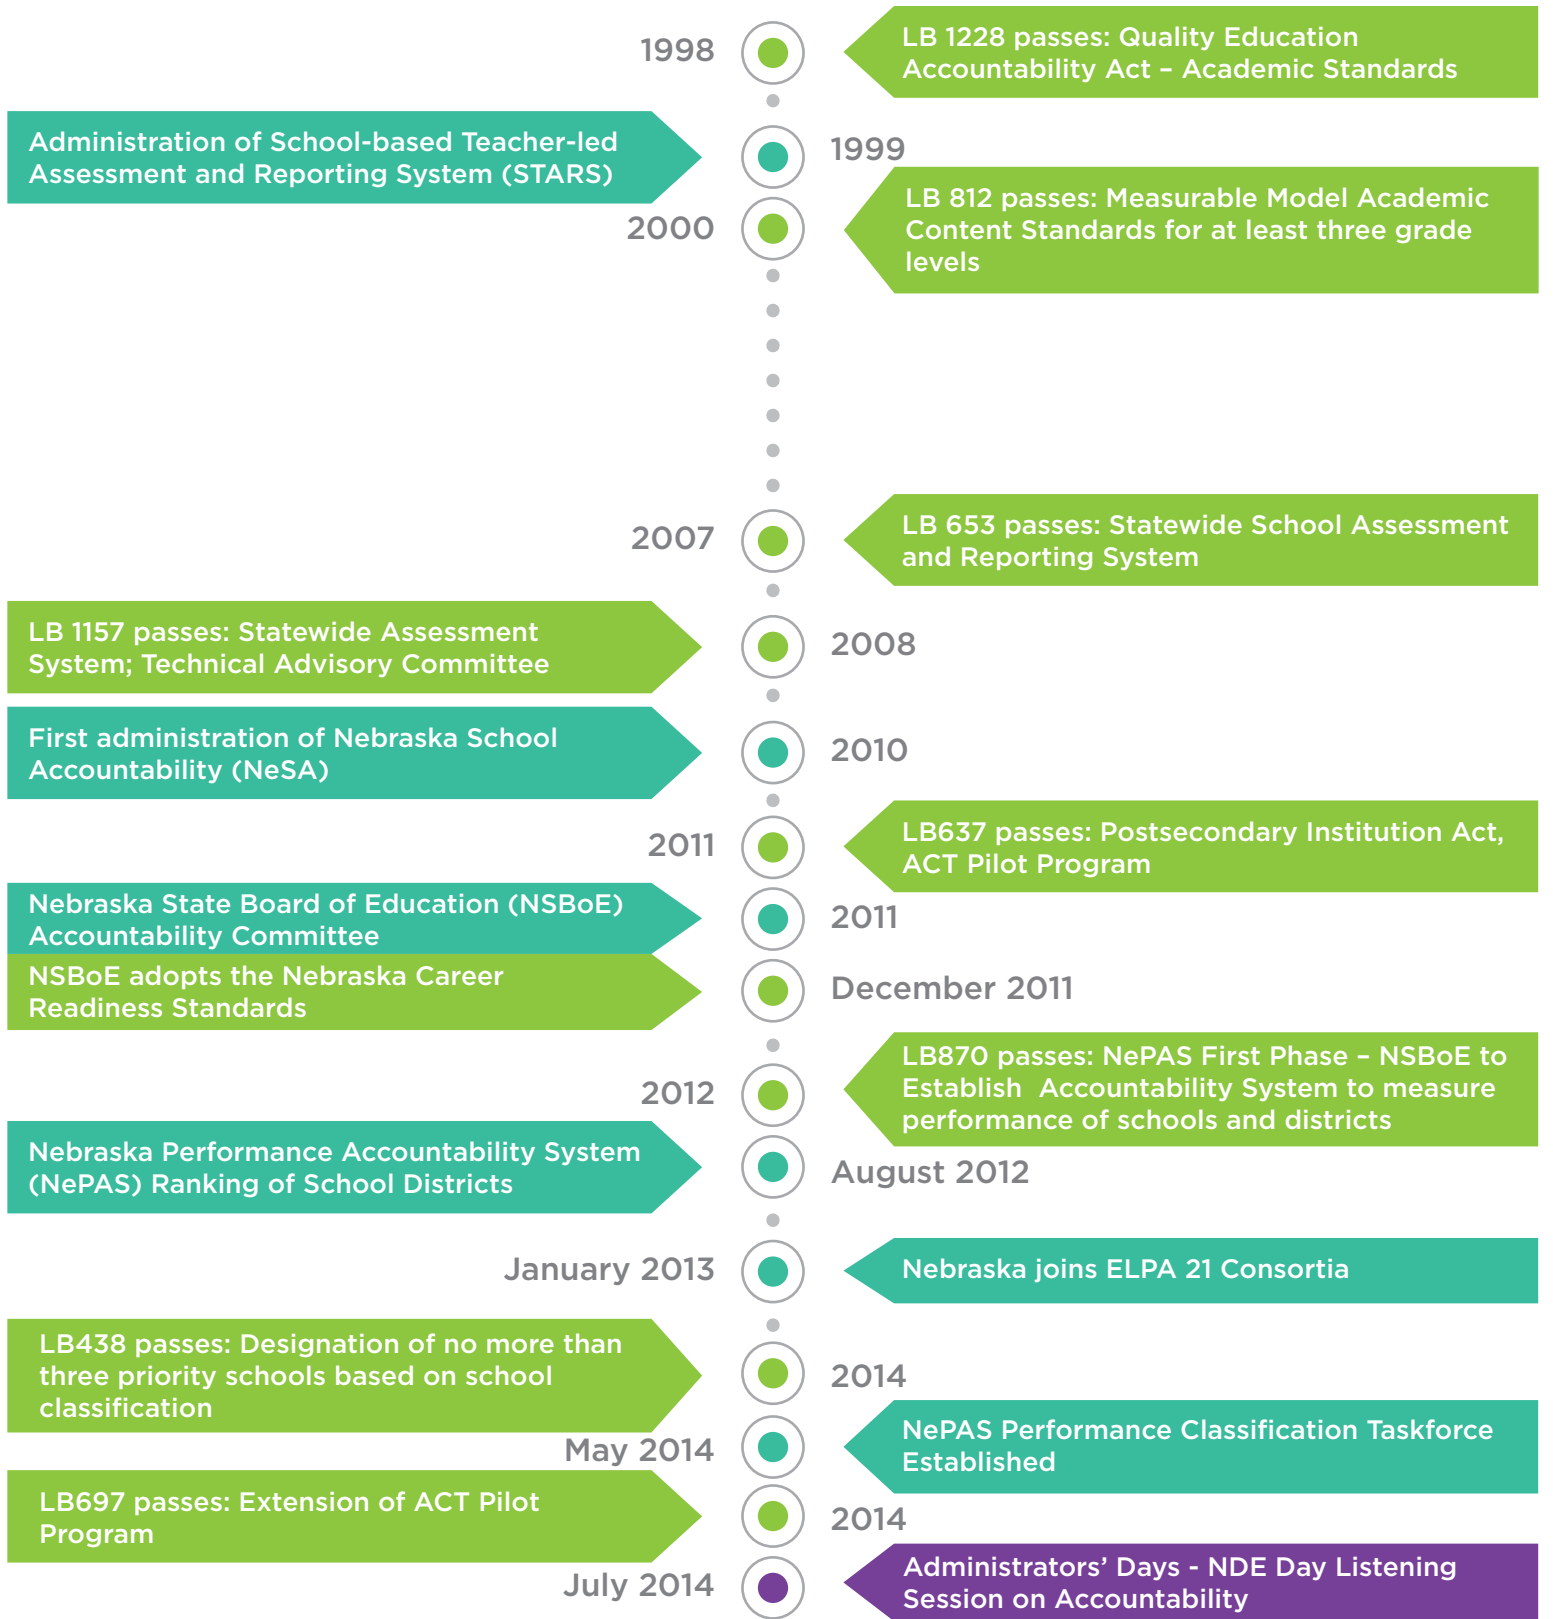 1998
LB 1228 passes: Quality Education
Accountability Act – Academic Standards
Administration of School-based Teacher-led
Assessment and Reporting System (STARS)
1999
2000
LB 812 passes: Measurable Model Academic
Content Standards for at least three grade
levels
2007
LB 653 passes: Statewide School Assessment
and Reporting System
LB 1157 passes: Statewide Assessment
System; Technical Advisory Committee
2008
First administration of Nebraska School
Accountability (NeSA)
2010
2011
LB637 passes: Postsecondary Institution Act,
ACT Pilot Program
Nebraska State Board of Education (NSBoE)
Accountability Committee
2011
NSBoE adopts the Nebraska Career
Readiness Standards
December 2011
2012
LB870 passes: NePAS First Phase – NSBoE to
Establish  Accountability System to measure
performance of schools and districts
Nebraska Performance Accountability System
(NePAS) Ranking of School Districts
August 2012
January 2013
Nebraska joins ELPA 21 Consortia
LB438 passes: Designation of no more than
three priority schools based on school
classification
2014
May 2014
NePAS Performance Classification Taskforce
Established
LB697 passes: Extension of ACT Pilot
Program
2014
July 2014
Administrators’ Days - NDE Day Listening
Session on Accountability